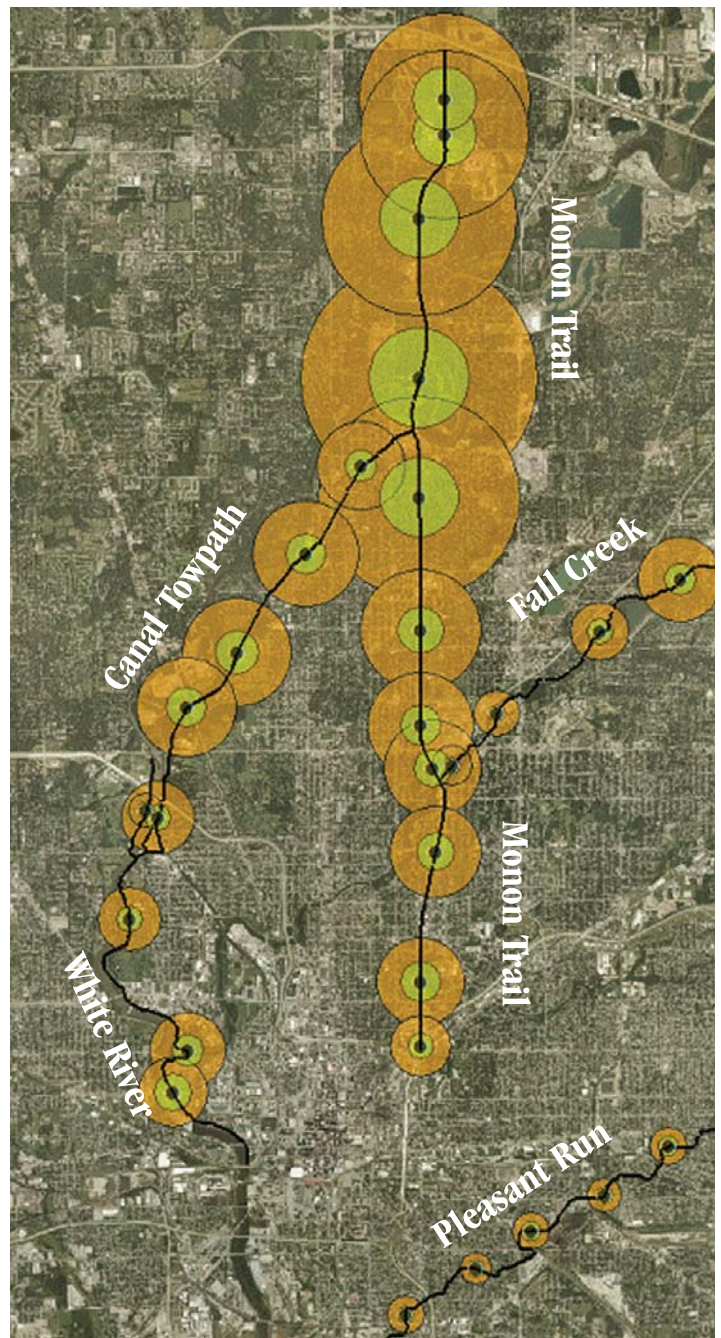 Monon Trail
Canal Towpath
Fall Creek
Monon Trail
White River
Pleasant Run